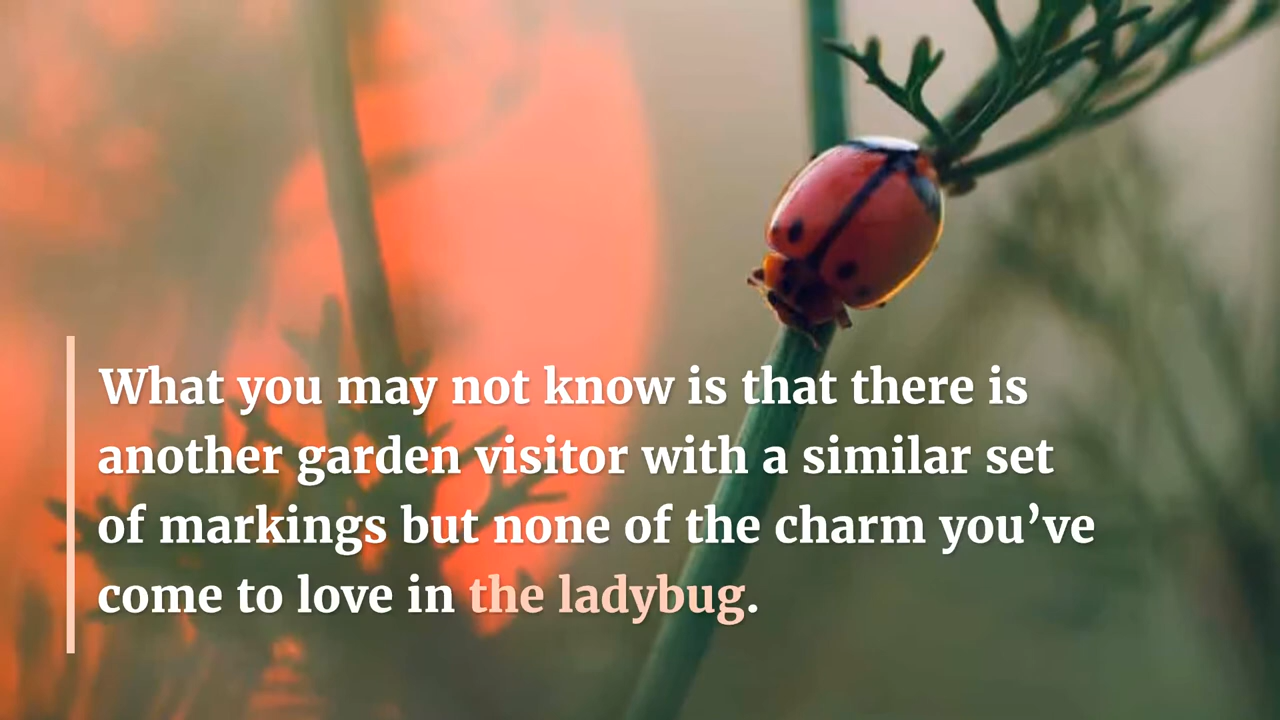 What you may not know is that there is
another garden visitor with a similar set
of markings but none of the charm you’ve
come to love in the ladybug.